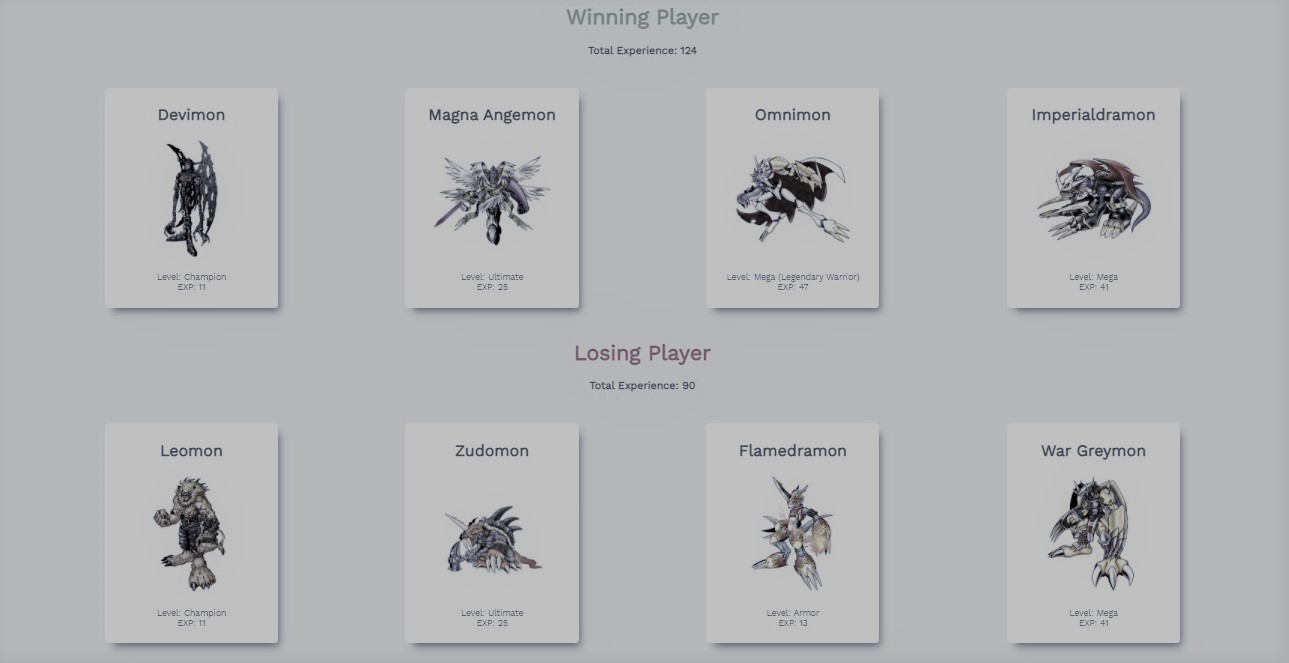 Winning Player
Total Experience: 124
Devimon
Magna Angemon
Omnimon
Imperialdramon
Level: Champion
EXP: 11
Level: Ultimate
EXP: 25
Level: Mega (Legendary Warrior)
EXP: 47
Level: Mega
EXP: 41
Losing Player
Total Experience: 90
Leomon
Zudomon
Flamedramon
War Greymon
Level: Champion
EXP: 11
Level: Ultimate
EXP: 25
Level: Armor
EXP: 13
Level: Mega
EXP: 41